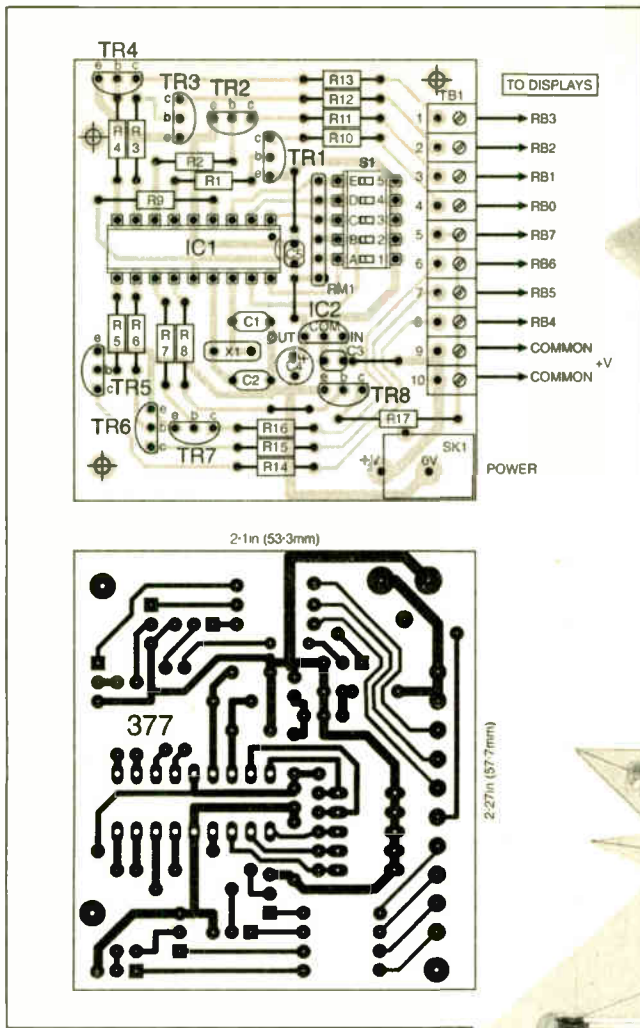 TR4
e b c
TR3
c
b
e
TR2
e b c
R13
R12
R11
R10
TO DISPLAYS
TB1
1
RB3
2
RB2
3
RB1
4
RB0
5
RB7
6
RB6
7
RB5
8
RB4
9
COMMON
+V
10
COMMON
R4
R3
R2
R1
R9
TR1
c
b
e
S1
E 5
D 4
C 3
B 2
A 1
IC1
C5
RM1
IC2
OUT COM IN
R5
R6
R7
R8
C1
X1
C2
C4
C3
e
b
c
TR5
TR6
e
b
c
e b c
TR7
e b c
TR8
R17
R16
R15
R14
SK1
+V 0V
POWER
2·1in (53·3mm)
377
2·27in (57·7mm)